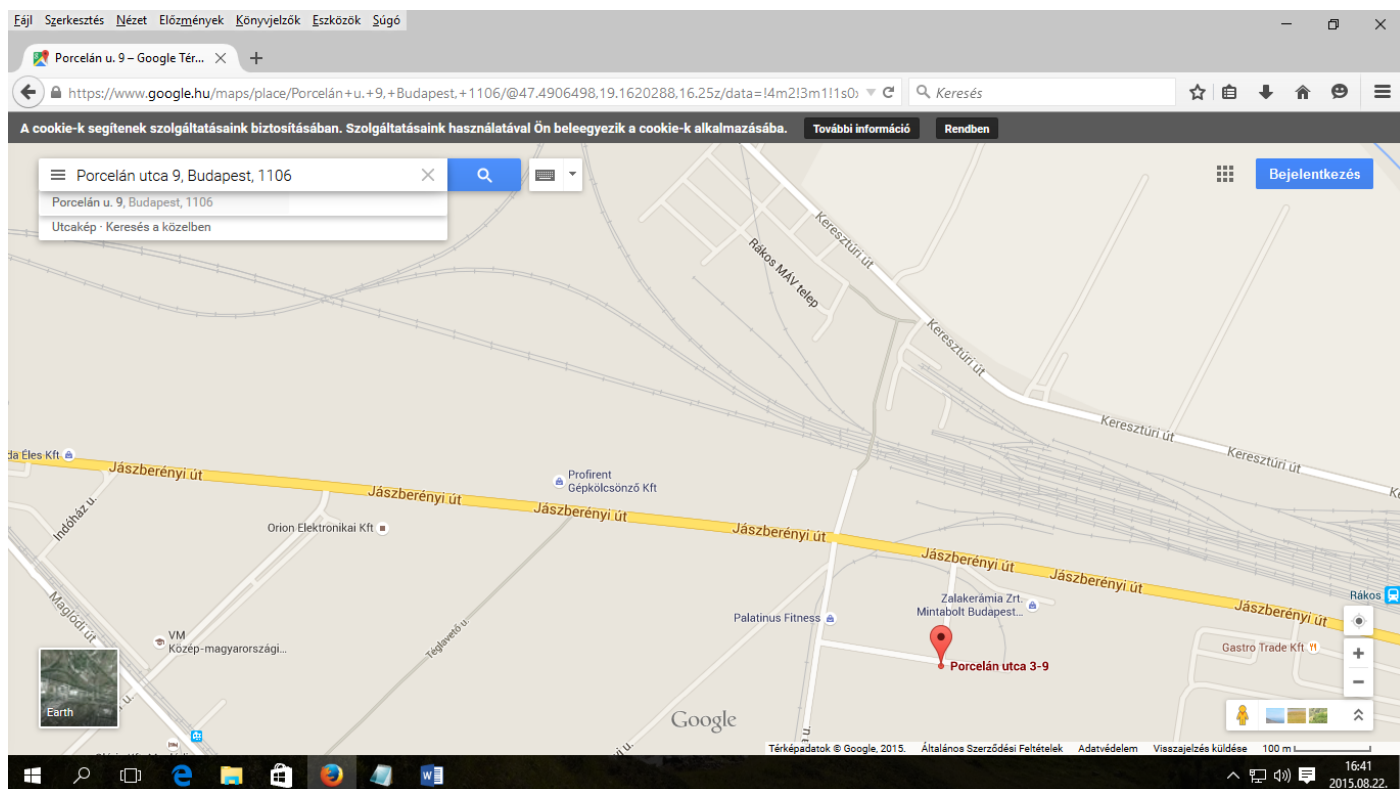 Fájl Szerkesztés Nézet Előzmények Könyvjelzők Eszközök Súgó
Porcelán u. 9 – Google Tér...
https://www.google.hu/maps/place/Porcelán+u.+9,+Budapest,+1106/@47.4906498,19.1620288,16.25z/data=!4m2!3m1!1s0x
Keresés
A cookie-k segítenek szolgáltatásaink biztosításában. Szolgáltatásaink használatával Ön beleegyezik a cookie-k alkalmazásába. További információ Rendben
Porcelán utca 9, Budapest, 1106
Bejelentkezés
Porcelán u. 9, Budapest, 1106
Utcakép · Keresés a közelben
Keresztúri út
Rákos MÁV telep
Keresztúri út
Keresztúri út
Keresztúri út
da Éles Kft
Jászberényi út
Jászberényi út
Profirent
Gépkölcsönző Kft
Jászberényi út
Indóház u.
Orion Elektronikai Kft
Jászberényi út
Jászberényi út
Jászberényi út
Jászberényi út
Rákos
Zalakerámia Zrt.
Mintabolt Budapest...
Palatinus Fitness
Maglódi út
Téglavető u.
VM
Közép-magyarországi...
Gastro Trade Kft
Porcelán utca 3-9
Earth
Google
Térképadatok © Google, 2015. Általános Szerződési Feltételek Adatvédelem Visszajelzés küldése 100 m
16:41
2015.08.22.